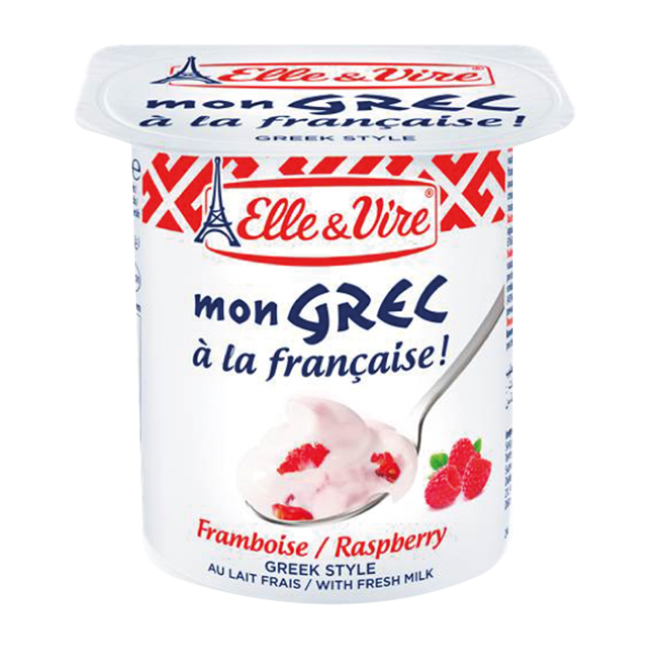 Elle & Vire
mon GREC
à la française!
GREEK STYLE
Elle & Vire®
mon GREC
à la française!
Framboise / Raspberry
GREEK STYLE
AU LAIT FRAIS / WITH FRESH MILK